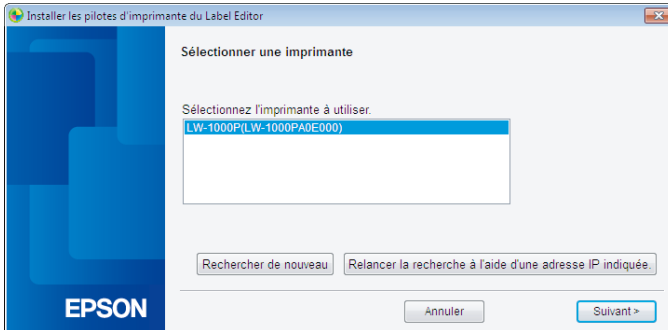 Installer les pilotes d'imprimante du Label Editor
Sélectionner une imprimante
Sélectionnez l'imprimante à utiliser.
LW-1000P(LW-1000PA0E000)
Rechercher de nouveau
Relancer la recherche à l'aide d'une adresse IP indiquée.
EPSON
Annuler
Suivant >